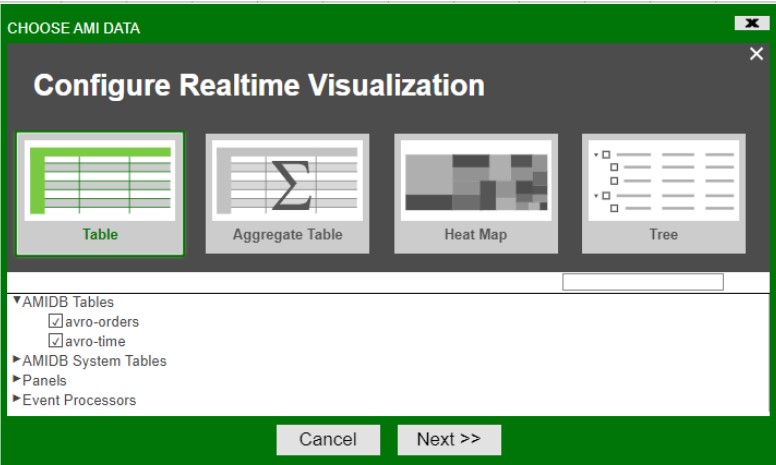 CHOOSE AMI DATA
Configure Realtime Visualization
Table
Aggregate Table
Heat Map
Tree
AMIDB Tables
avro-orders
avro-time
AMIDB System Tables
Panels
Event Processors
Cancel
Next >>